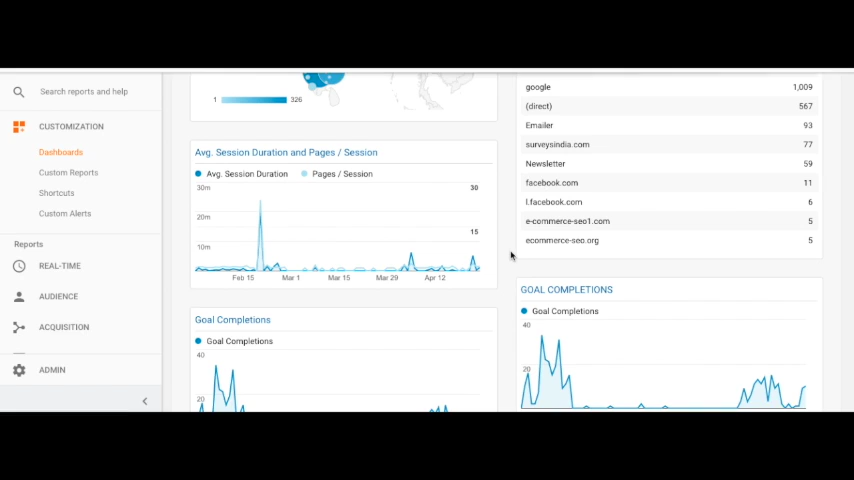 Search reports and help
CUSTOMIZATION
Dashboards
Custom Reports
Shortcuts
Custom Alerts
Reports
REAL-TIME
AUDIENCE
ACQUISITION
ADMIN
1 326
Avg. Session Duration and Pages / Session
Avg. Session Duration Pages / Session
30m 30
20m
15
10m
Feb 15 Mar 1 Mar 15 Mar 29 Apr 12
Goal Completions
Goal Completions
40
20
google 1,009
(direct) 567
Emailer 93
surveysindia.com 77
Newsletter 59
facebook.com 11
l.facebook.com 6
e-commerce-seo1.com 5
ecommerce-seo.org 5
GOAL COMPLETIONS
Goal Completions
40
20